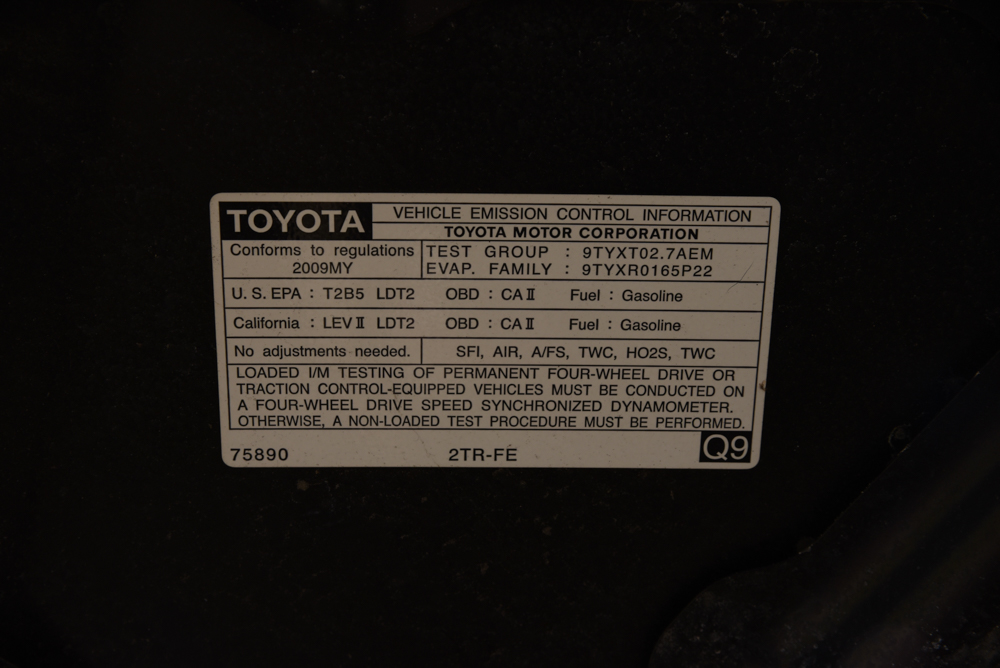 TOYOTA
VEHICLE EMISSION CONTROL INFORMATION
TOYOTA MOTOR CORPORATION
Conforms to regulations
2009MY
TEST GROUP : 9TYXT02.7AEM
EVAP. FAMILY : 9TYXR0165P22
U.S.EPA : T2B5 LDT2 OBD : CAⅡ Fuel : Gasoline
California : LEVⅡ LDT2 OBD : CAⅡ Fuel : Gasoline
No adjustments needed. SFI, AIR, A/FS, TWC, HO2S, TWC
LOADED I/M TESTING OF PERMANENT FOUR-WHEEL DRIVE OR
TRACTION CONTROL-EQUIPPED VEHICLES MUST BE CONDUCTED ON
A FOUR-WHEEL DRIVE SPEED SYNCHRONIZED DYNAMOMETER.
OTHERWISE, A NON-LOADED TEST PROCEDURE MUST BE PERFORMED.
75890 2TR-FE Q9